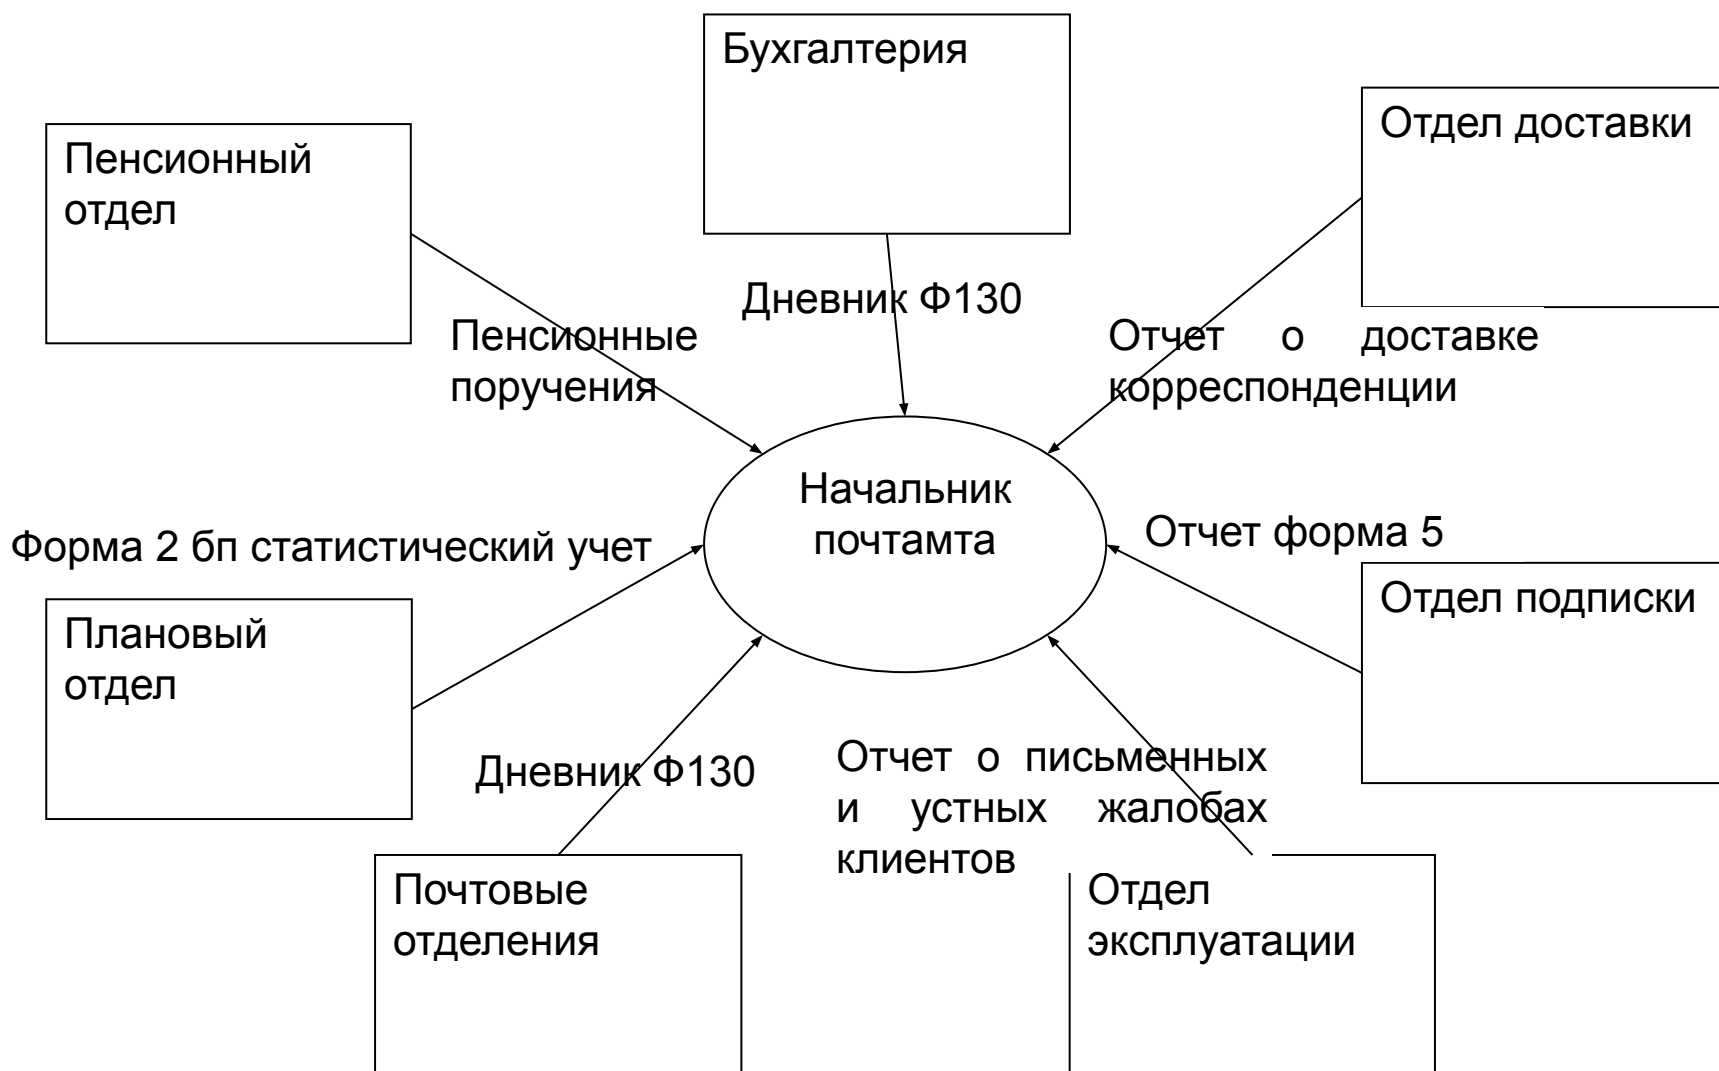 Бухгалтерия
Отдел доставки
Пенсионный
отдел
Дневник Ф130
Пенсионные
поручения
Отчет о доставке
корреспонденции
Начальник
почтамта
Форма 2 бп статистический учет
Отчет форма 5
Плановый
отдел
Отдел подписки
Дневник Ф130
Отчет о письменных
и устных жалобах
клиентов
Почтовые
отделения
Отдел
эксплуатации